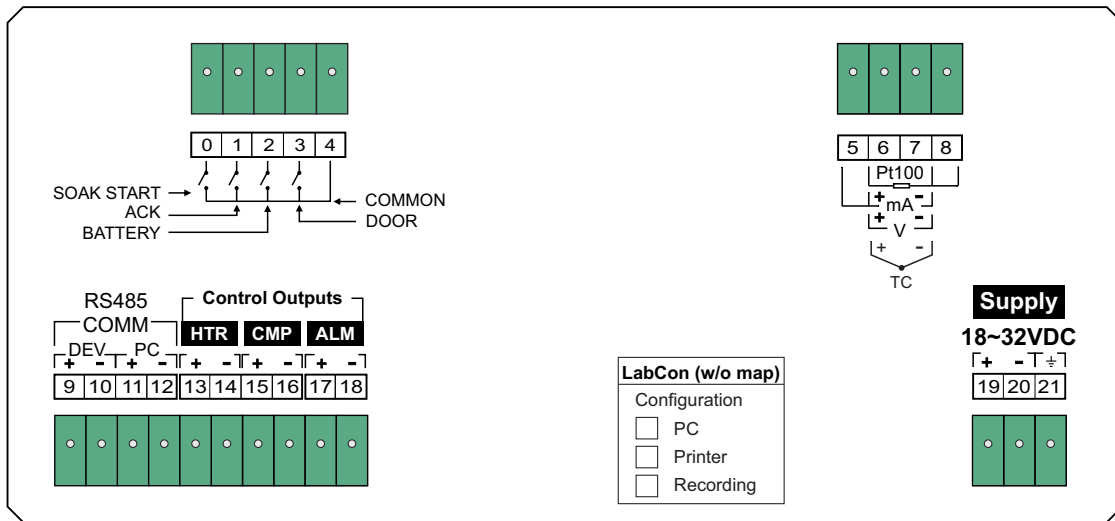 0 1 2 3 4
SOAK START
ACK
BATTERY
COMMON
DOOR
5 6 7 8
Pt100
+ mA -
+ V -
+ -
TC
RS485
COMM
DEV PC
+ - + -
9 10 11 12
Control Outputs
HTR CMP ALM
+ - + - + -
13 14 15 16 17 18
LabCon (w/o map)
Configuration
PC
Printer
Recording
Supply
18~32VDC
+ - ⏚
19 20 21